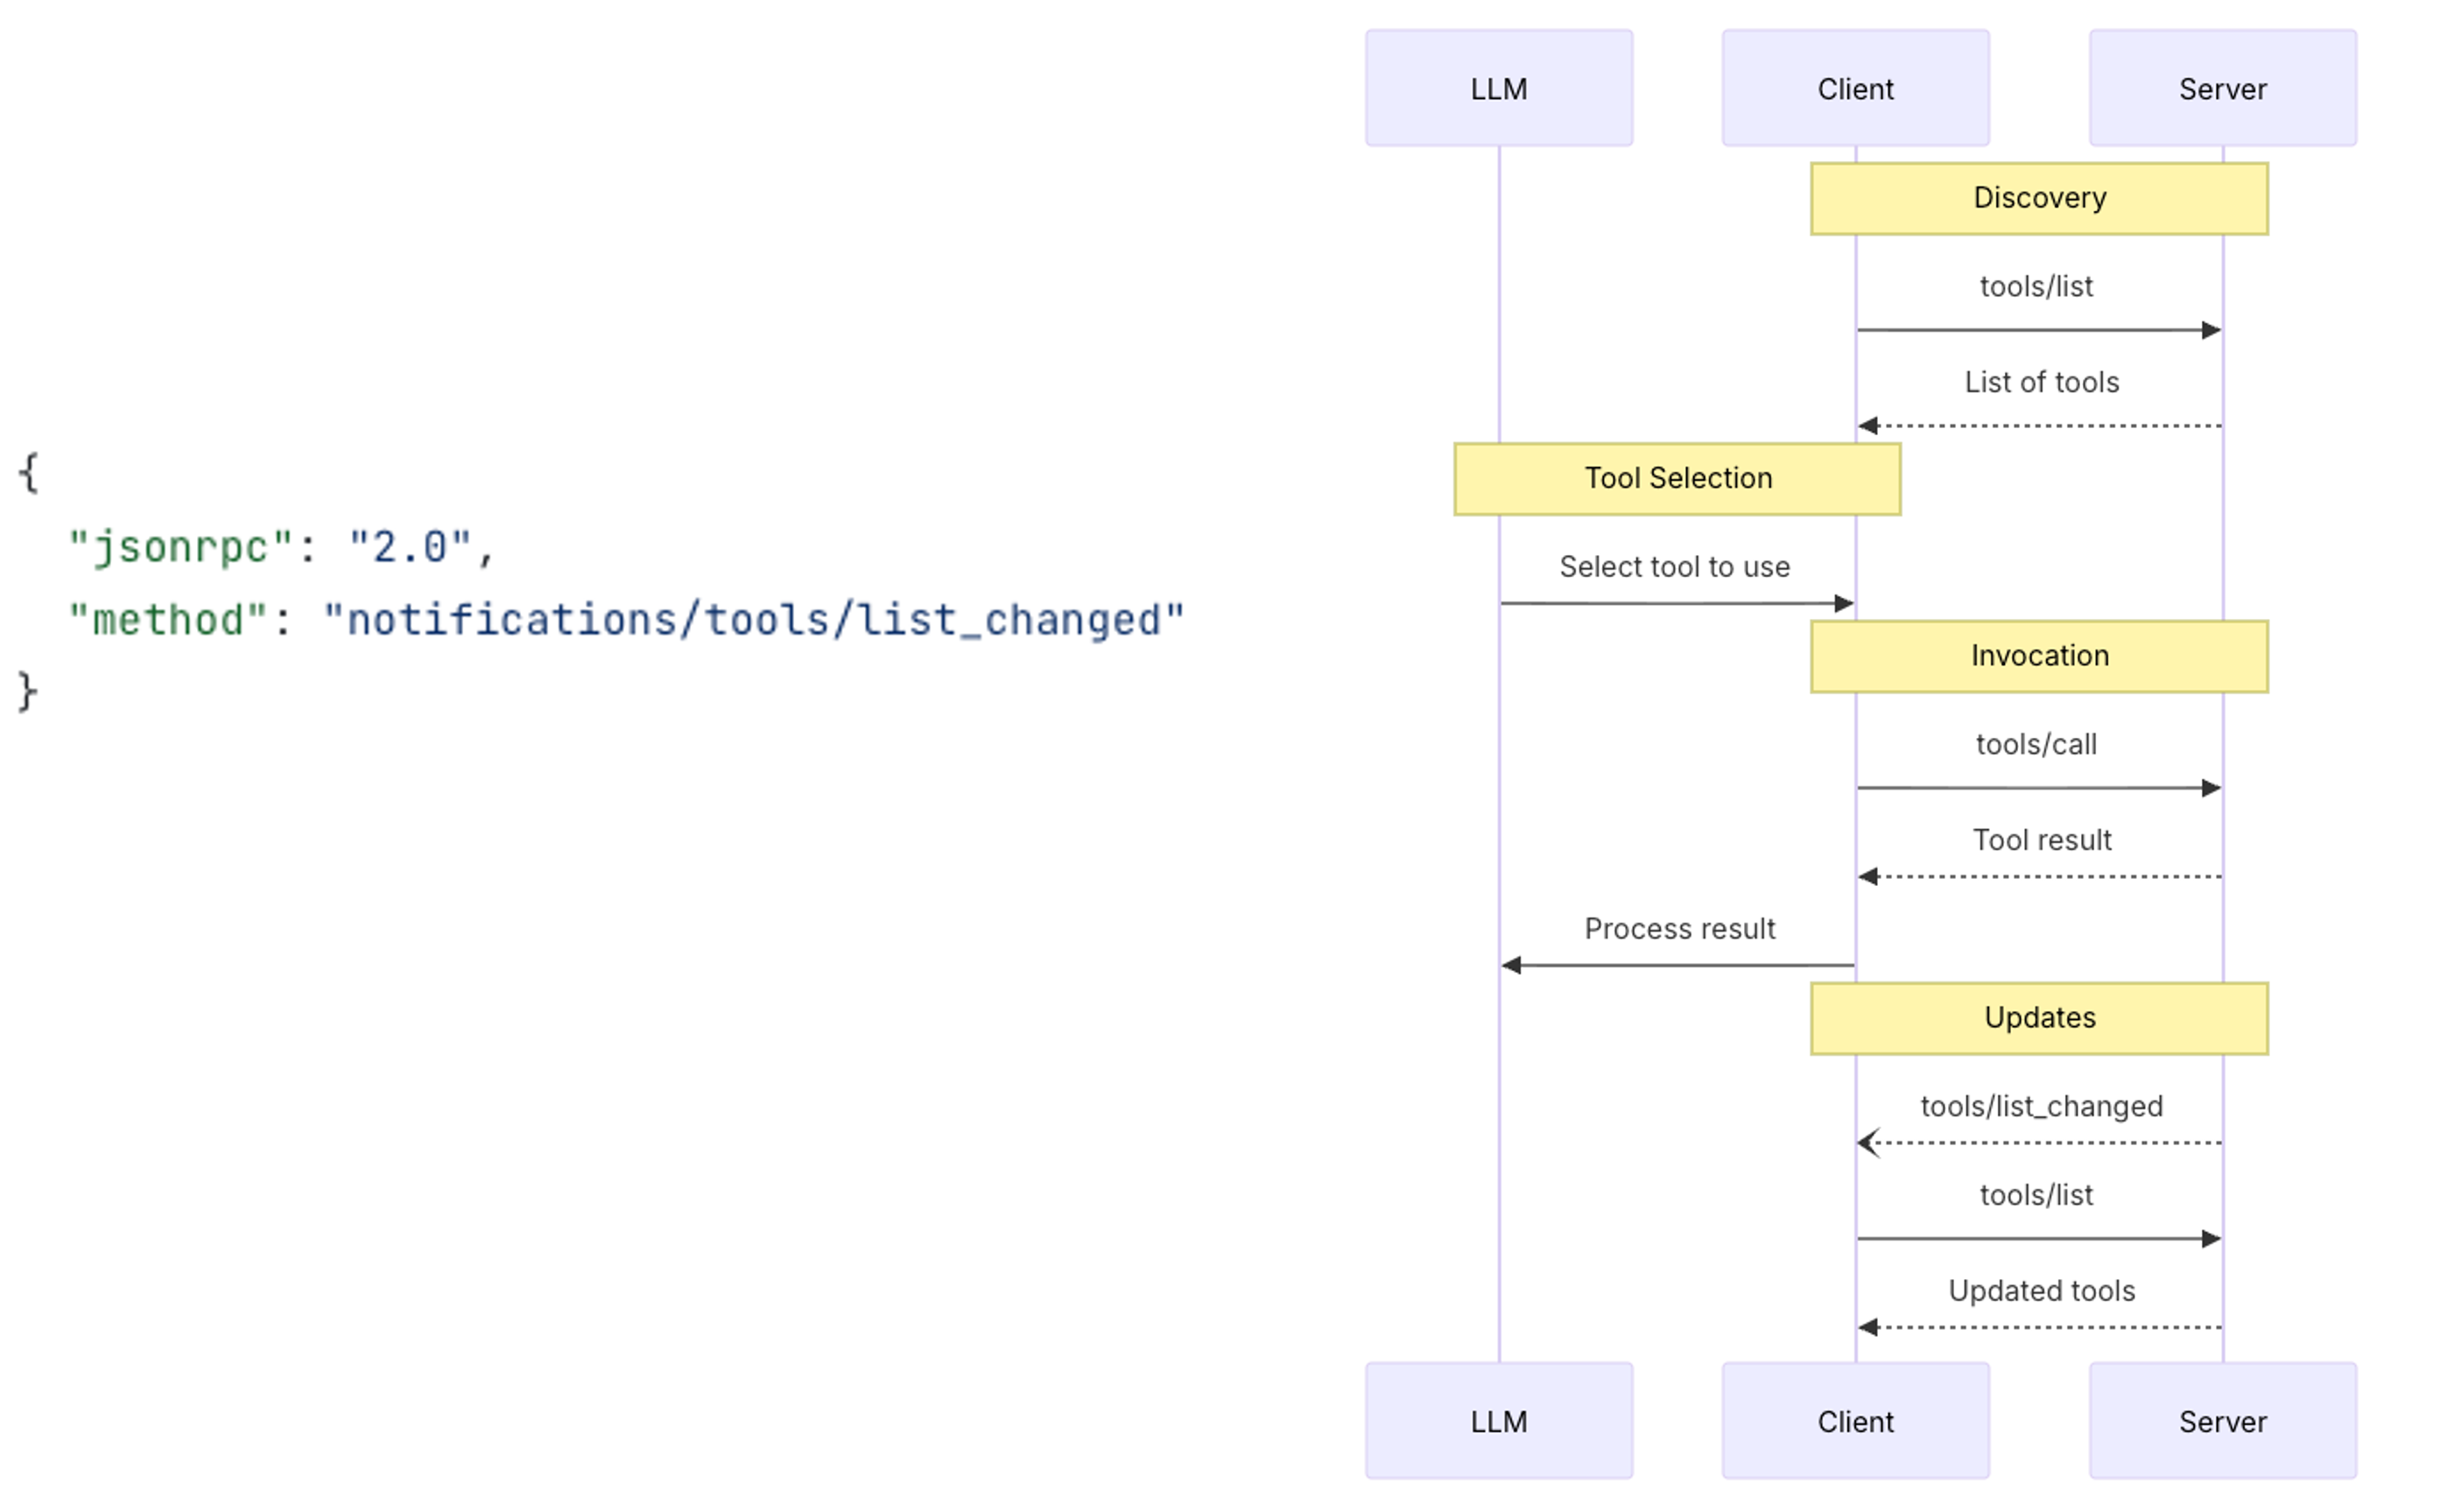 {
  "jsonrpc": "2.0",
  "method": "notifications/tools/list_changed"
}
LLM
Client
Server
Discovery
tools/list
List of tools
Tool Selection
Select tool to use
Invocation
tools/call
Tool result
Process result
Updates
tools/list_changed
tools/list
Updated tools
LLM
Client
Server